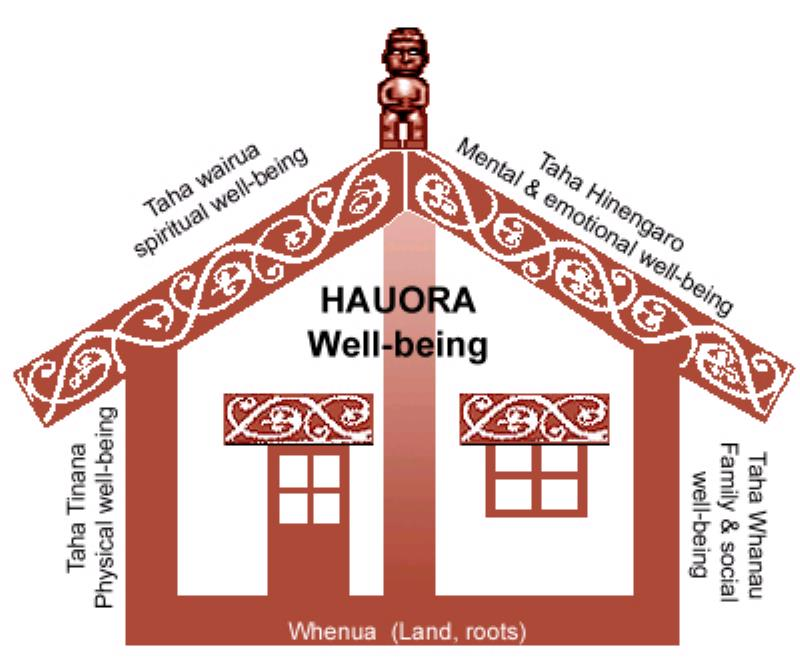 Taha wairua
spiritual well-being
Taha Hinengaro
Mental & emotional well-being
HAUORA
Well-being
Taha Tinana
Physical well-being
Taha Whanau
Family & social
well-being
Whenua (Land, roots)